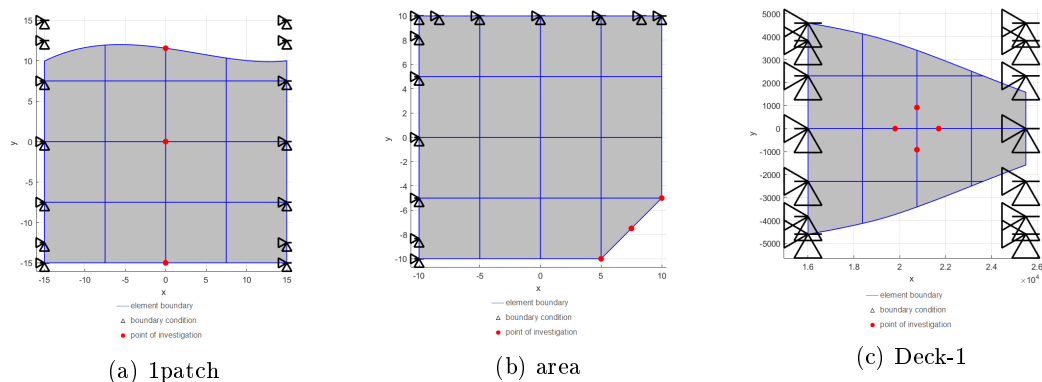 15
10
5
0
-5
-10
-15
y
-15
-10
-5
0
5
10
15
x
element boundary
boundary condition
point of investigation
(a) 1patch
10
8
6
4
2
0
-2
-4
-6
-8
-10
y
-10
-5
0
5
10
x
element boundary
boundary condition
point of investigation
(b) area
5000
4000
3000
2000
1000
0
-1000
-2000
-3000
-4000
-5000
y
1.6
1.8
2
2.2
2.4
2.6
×10⁴
x
element boundary
boundary condition
point of investigation
(c) Deck-1